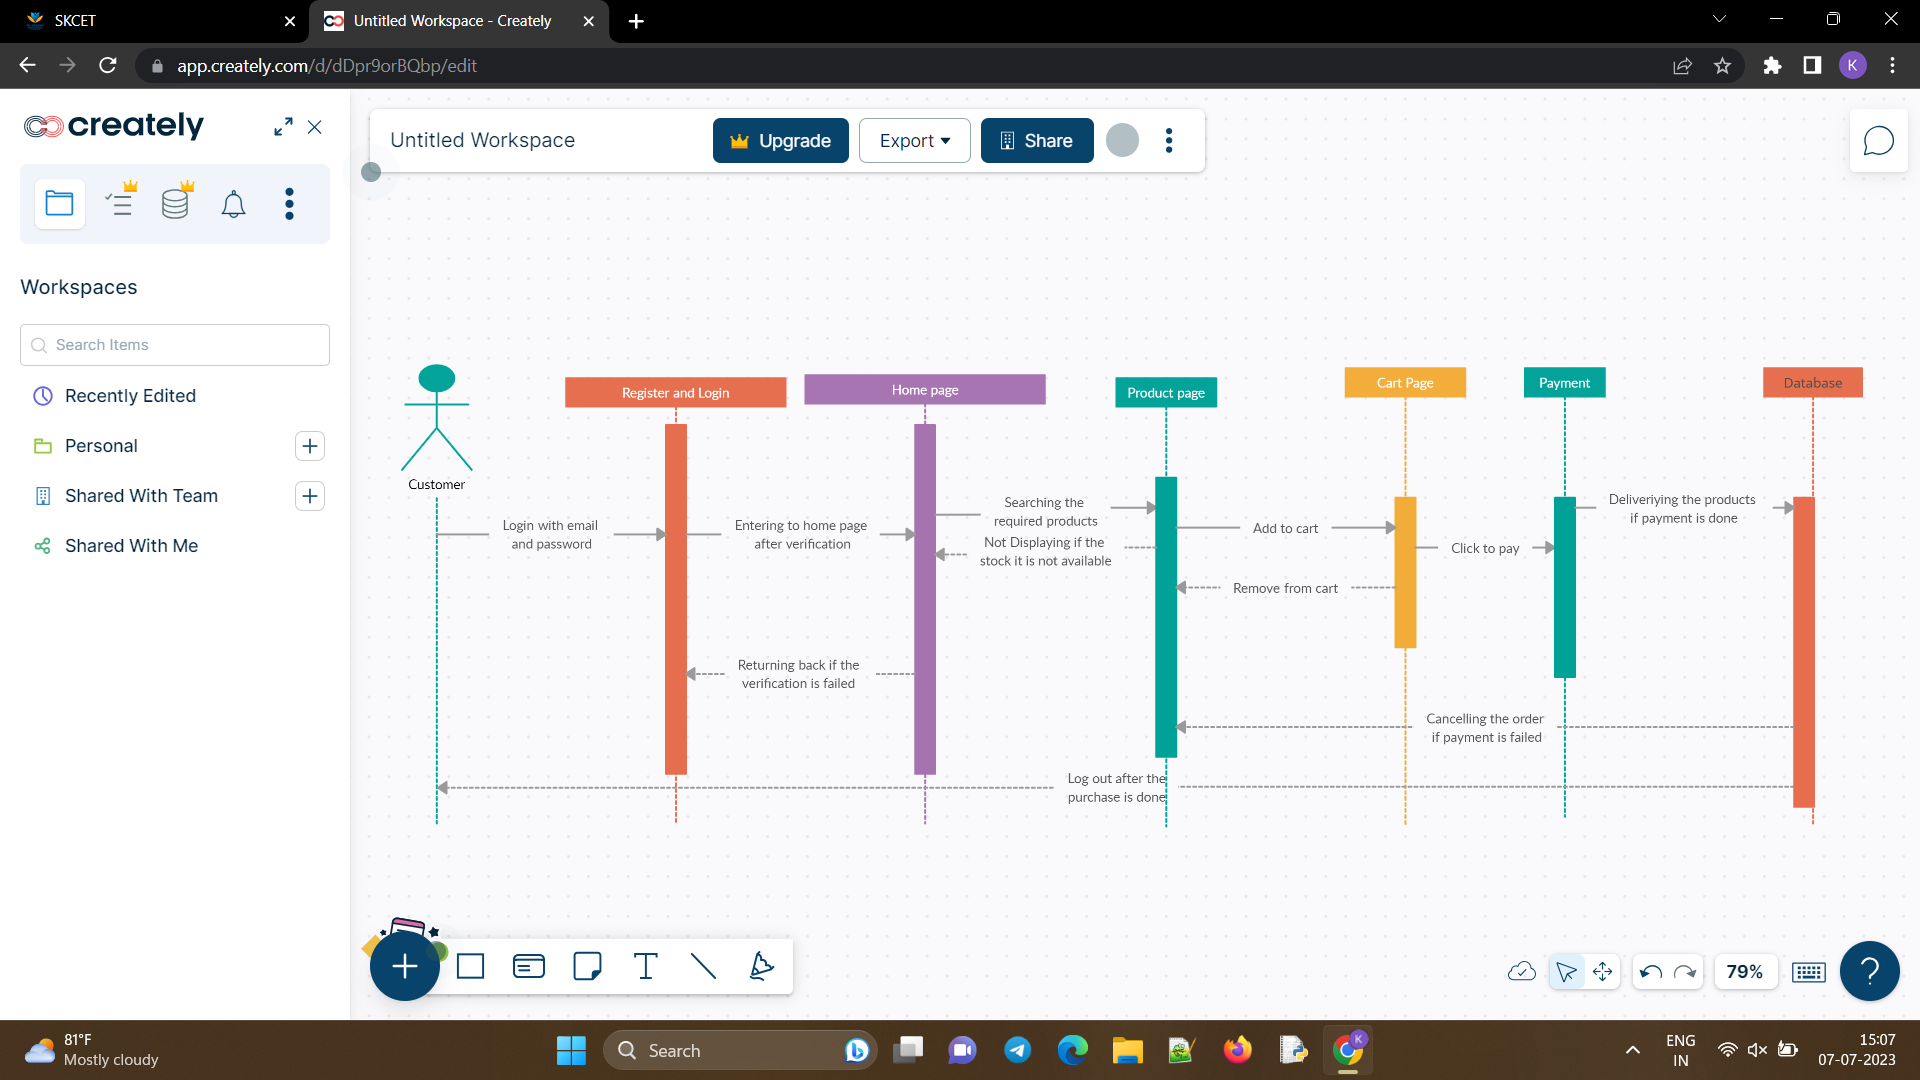 SKCET
Untitled Workspace - Creately
app.creately.com/d/dDpr9orBQbp/edit
K
creately
Untitled Workspace
Upgrade
Export
Share
Workspaces
Search Items
Recently Edited
Personal
Shared With Team
Shared With Me
Customer
Register and Login
Home page
Product page
Cart Page
Payment
Database
Login with email
and password
Entering to home page
after verification
Searching the
required products
Not Displaying if the
stock it is not available
Add to cart
Click to pay
Deliveriying the products
if payment is done
Remove from cart
Returning back if the
verification is failed
Cancelling the order
if payment is failed
Log out after the
purchase is done
T
79%
?
81°F
Mostly cloudy
Search
K
ENG
IN
15:07
07-07-2023